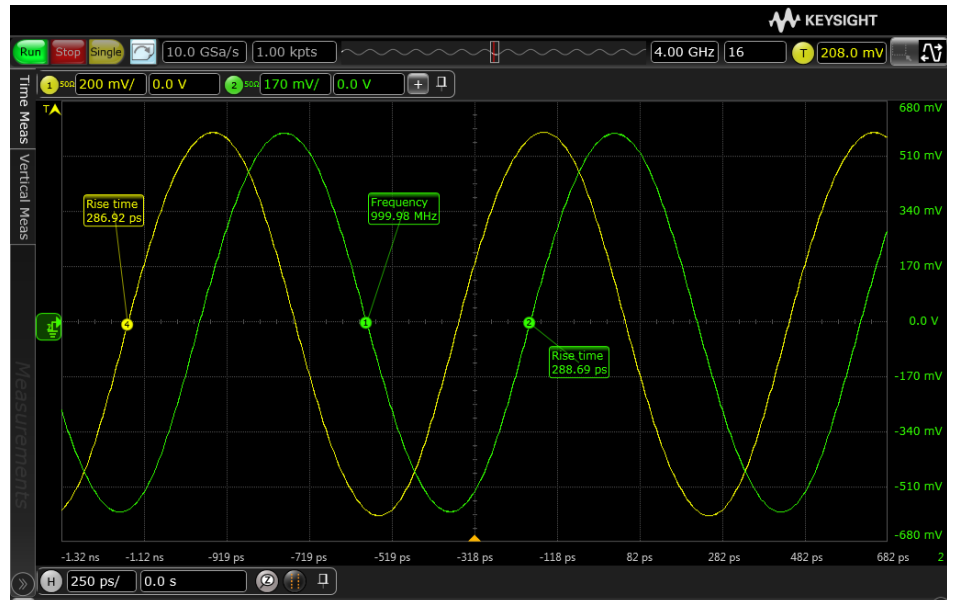 KEYSIGHT
Run Stop Single 10.0 GSa/s 1.00 kpts 4.00 GHz 16 T 208.0 mV
1 50Ω 200 mV/ 0.0 V 2 50Ω 170 mV/ 0.0 V +
Time Meas
Vertical Meas
Measurements
T
680 mV
510 mV
340 mV
170 mV
0.0 V
-170 mV
-340 mV
-510 mV
-680 mV
Rise time
286.92 ps
Frequency
999.98 MHz
4
1
2
Rise time
288.69 ps
-1.32 ns -1.12 ns -919 ps -719 ps -519 ps -318 ps -118 ps 82 ps 282 ps 482 ps 682 ps 2
H 250 ps/ 0.0 s Z